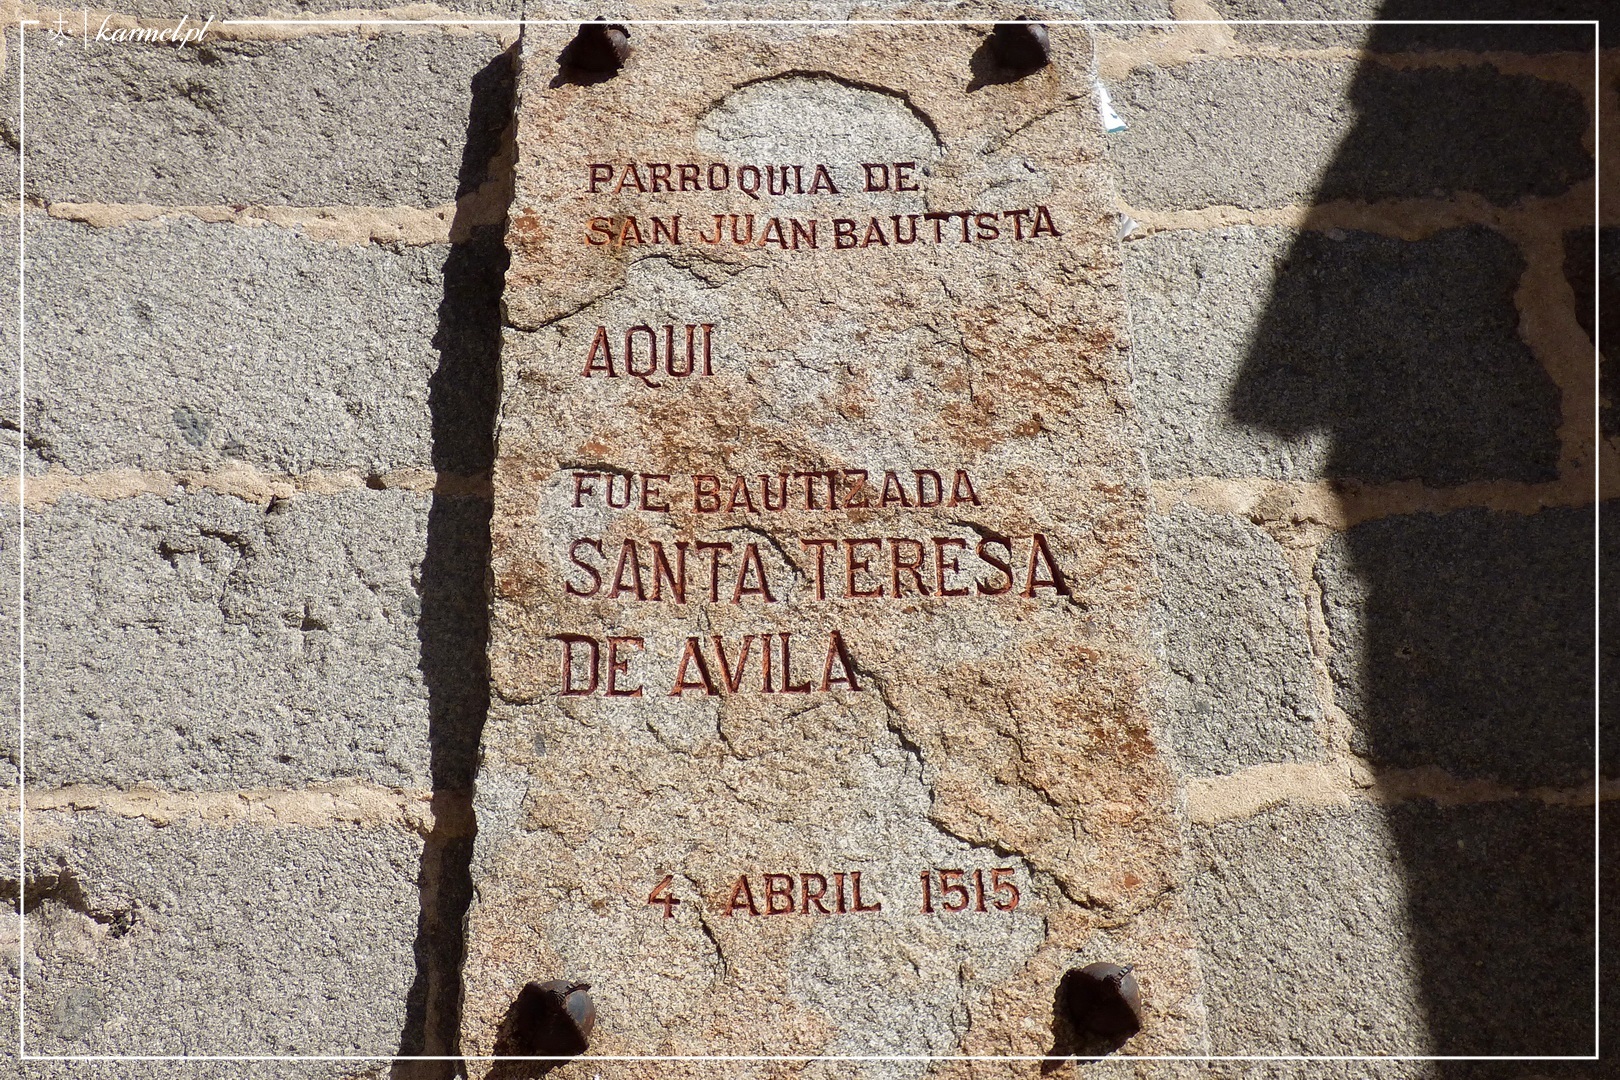 karmel.pl
PARROQUIA DE
SAN JUAN BAUTISTA
AQUI
FUE BAUTIZADA
SANTA TERESA
DE AVILA
4 ABRIL 1515